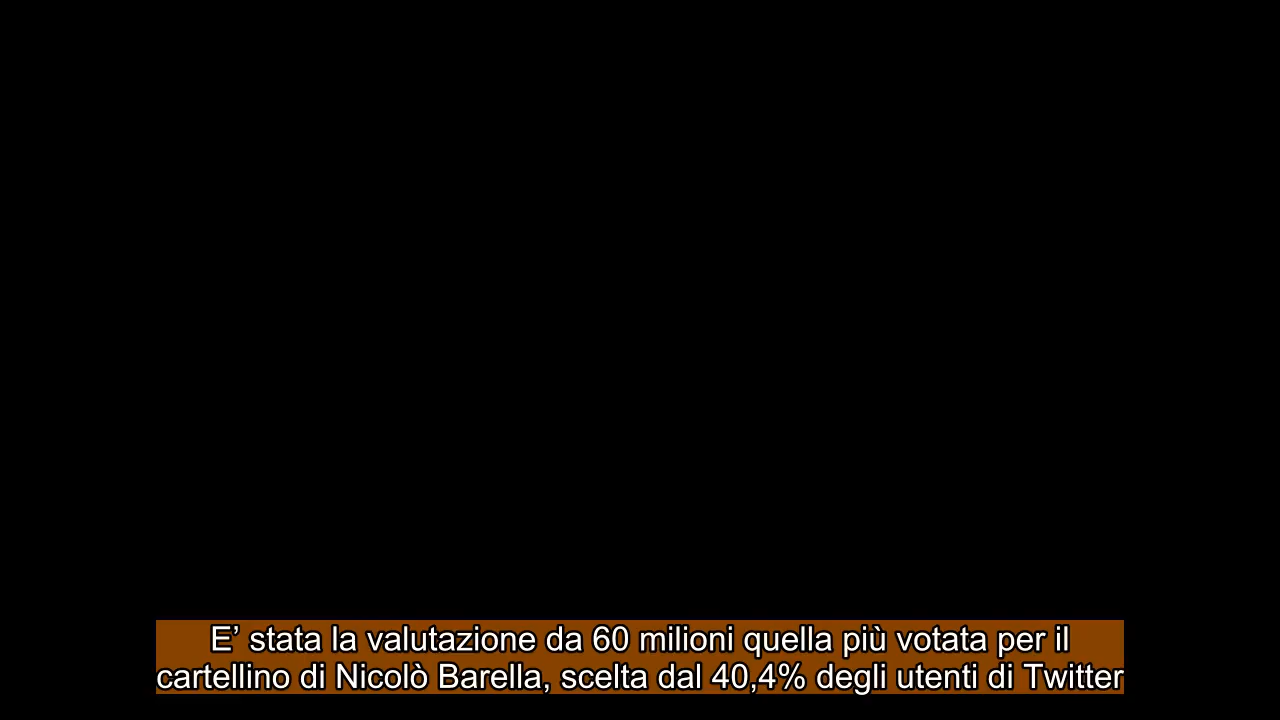 E’ stata la valutazione da 60 milioni quella più votata per il
cartellino di Nicolò Barella, scelta dal 40,4% degli utenti di Twitter